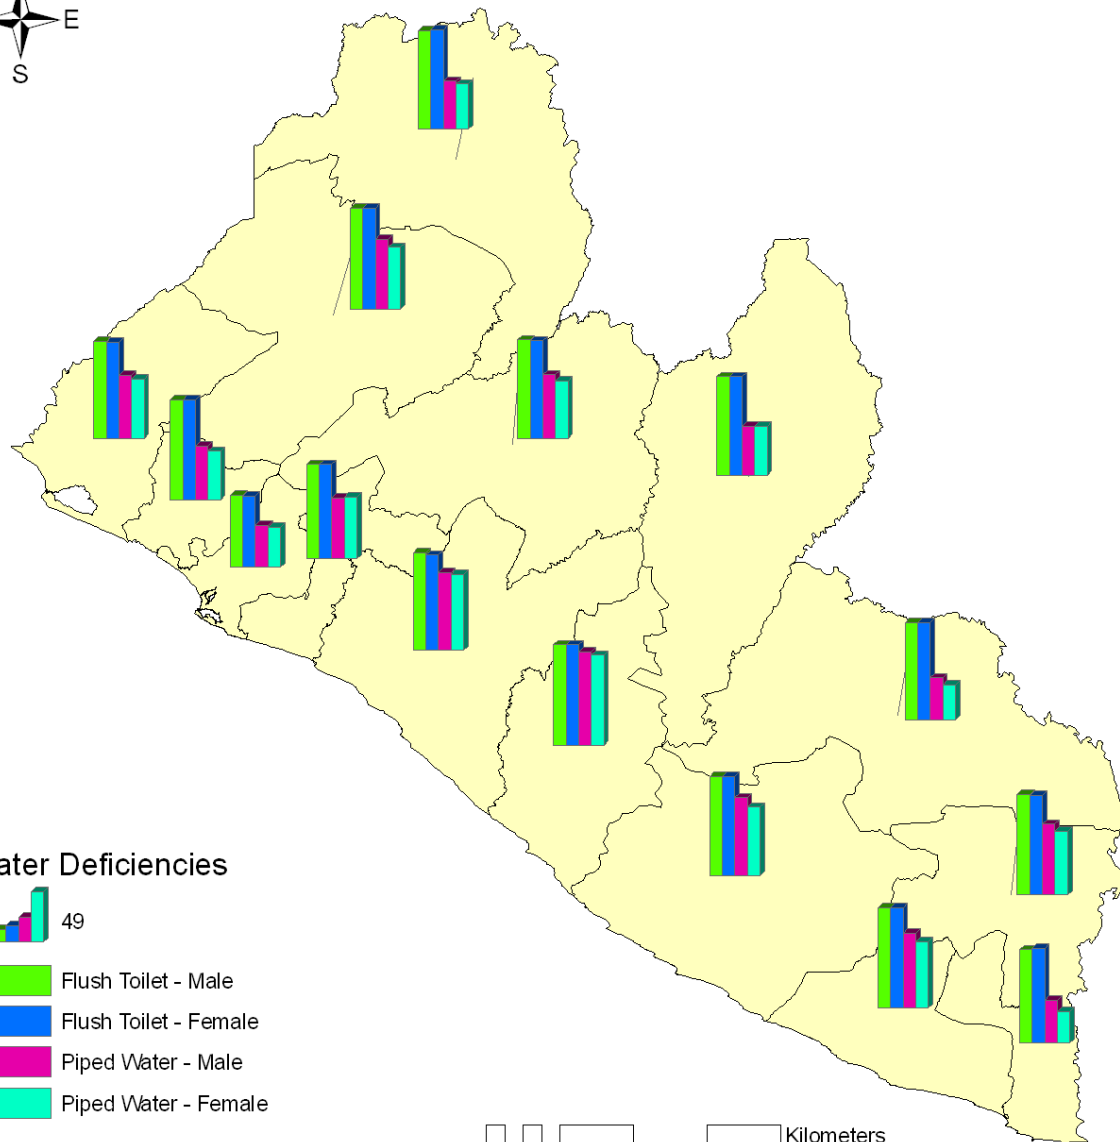 E
S
ater Deficiencies
49
Flush Toilet - Male
Flush Toilet - Female
Piped Water - Male
Piped Water - Female
Kilometers